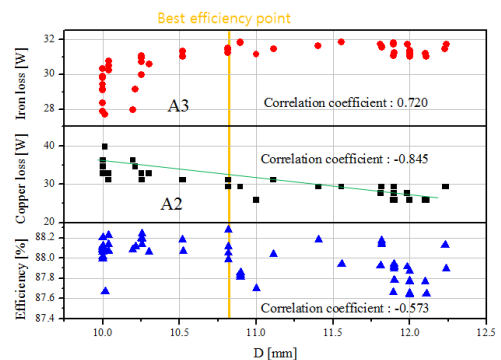 Best efficiency point
32
30
28
Iron loss [W]
A3
Correlation coefficient : 0.720
40
30
20
Copper loss [W]
A2
Correlation coefficient : -0.845
88.2
88.0
87.8
87.6
87.4
Efficiency [%]
Correlation coefficient : -0.573
10.0 10.5 11.0 11.5 12.0 12.5
D [mm]